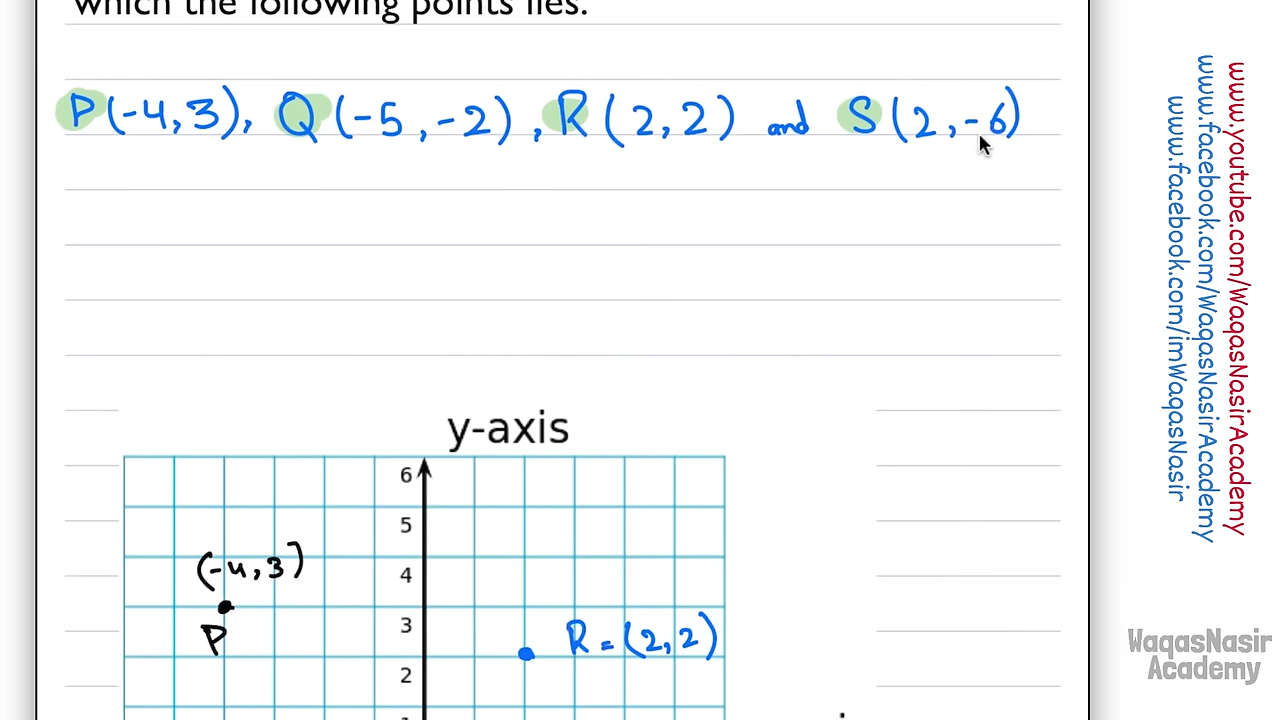 which the following points lies.
P(-4,3), Q(-5,-2), R(2,2) and S(2,-6)
y-axis
6
5
4
3
2
(-4,3)
P
R=(2,2)
www.youtube.com/WaqasNasirAcademy
www.facebook.com/WaqasNasirAcademy
www.facebook.com/imWaqasNasir
WaqasNasir
Academy